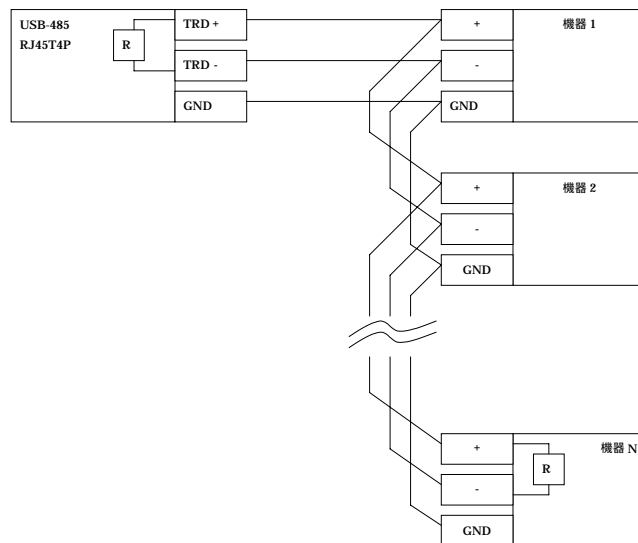 USB-485
RJ45T4P
R
TRD +
TRD -
GND
+
-
GND
機器 1
+
-
GND
機器 2
+
-
GND
R
機器 N